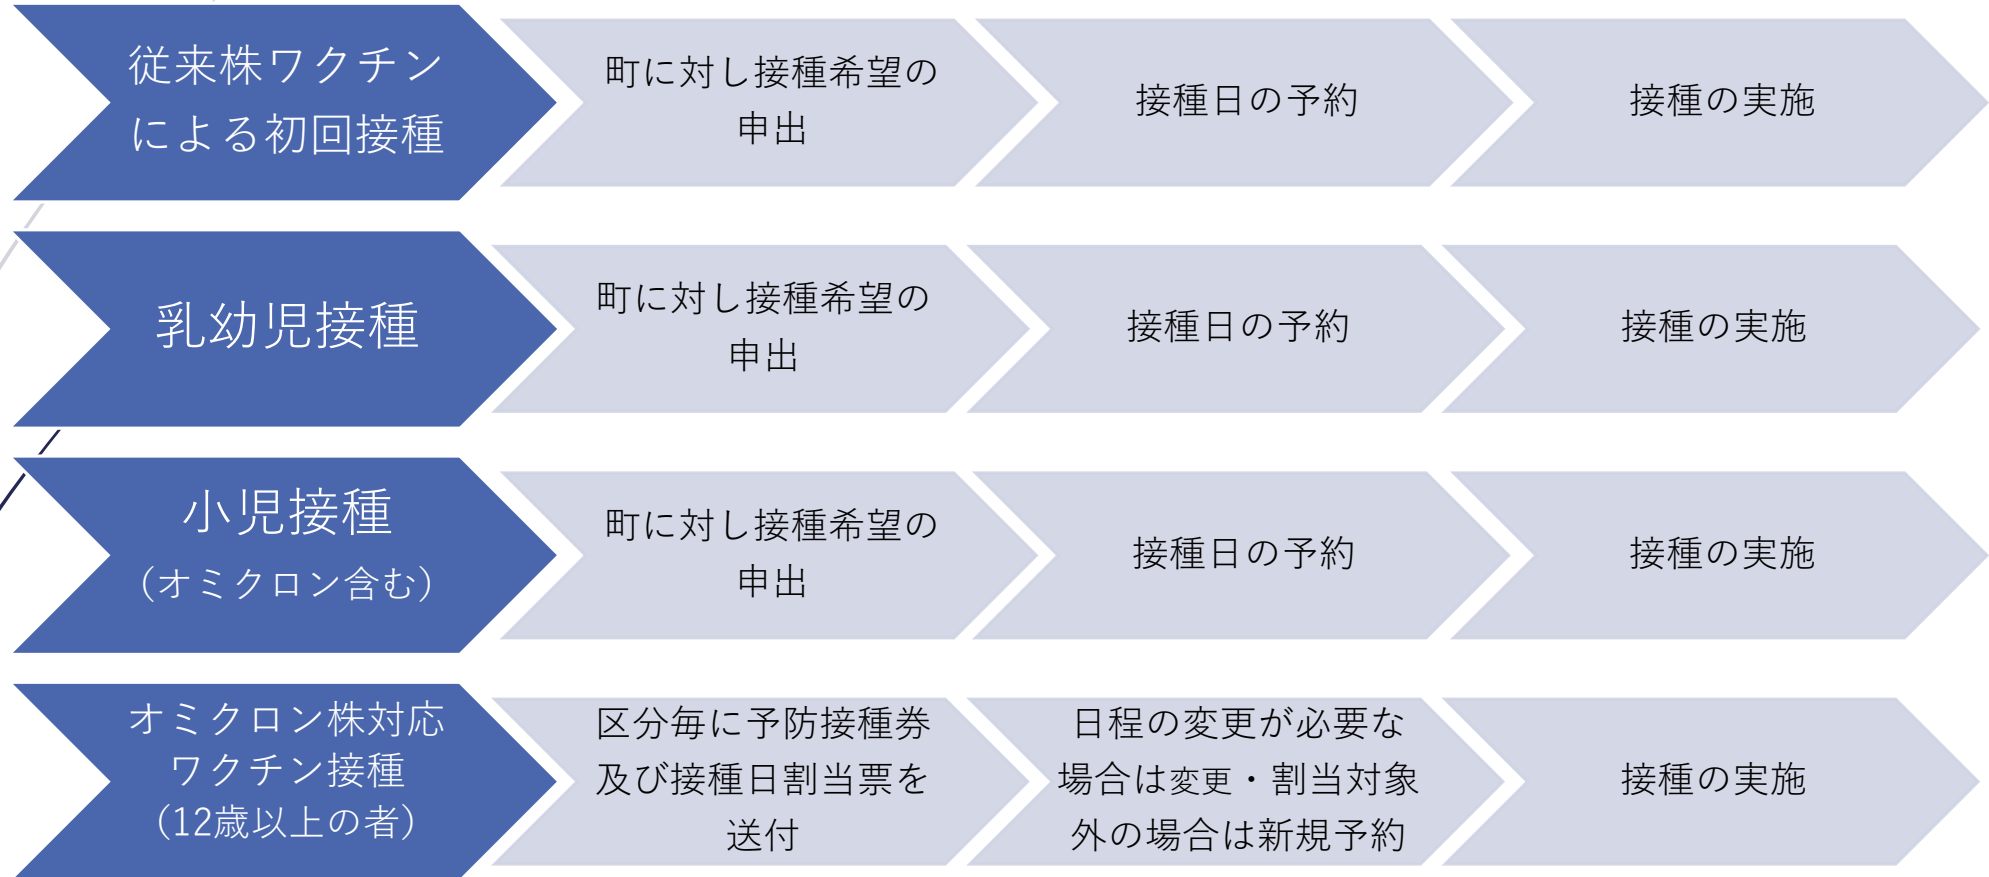 従来株ワクチン
による初回接種
町に対し接種希望の
申出
接種日の予約
接種の実施
乳幼児接種
町に対し接種希望の
申出
接種日の予約
接種の実施
小児接種
（オミクロン含む）
町に対し接種希望の
申出
接種日の予約
接種の実施
オミクロン株対応
ワクチン接種
（12歳以上の者）
区分毎に予防接種券
及び接種日割当票を
送付
日程の変更が必要な
場合は変更・割当対象
外の場合は新規予約
接種の実施